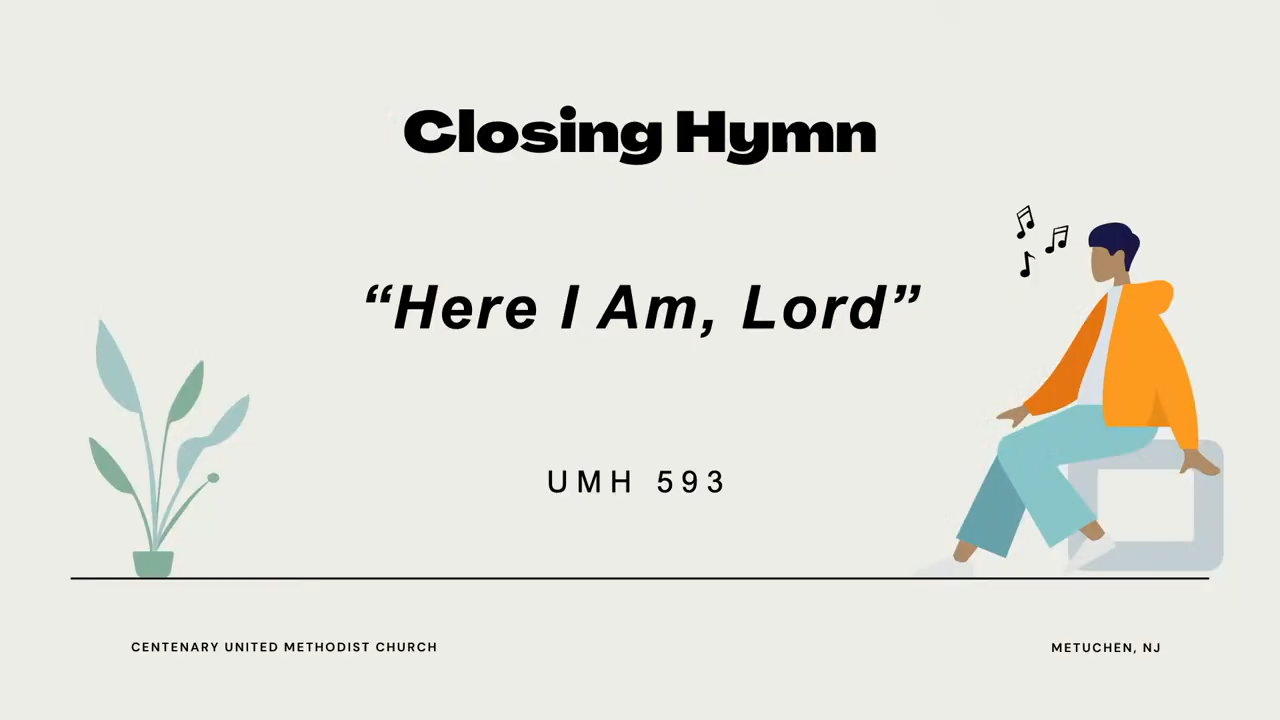 Closing Hymn
“Here I Am, Lord”
UMH 593
CENTENARY UNITED METHODIST CHURCH
METUCHEN, NJ